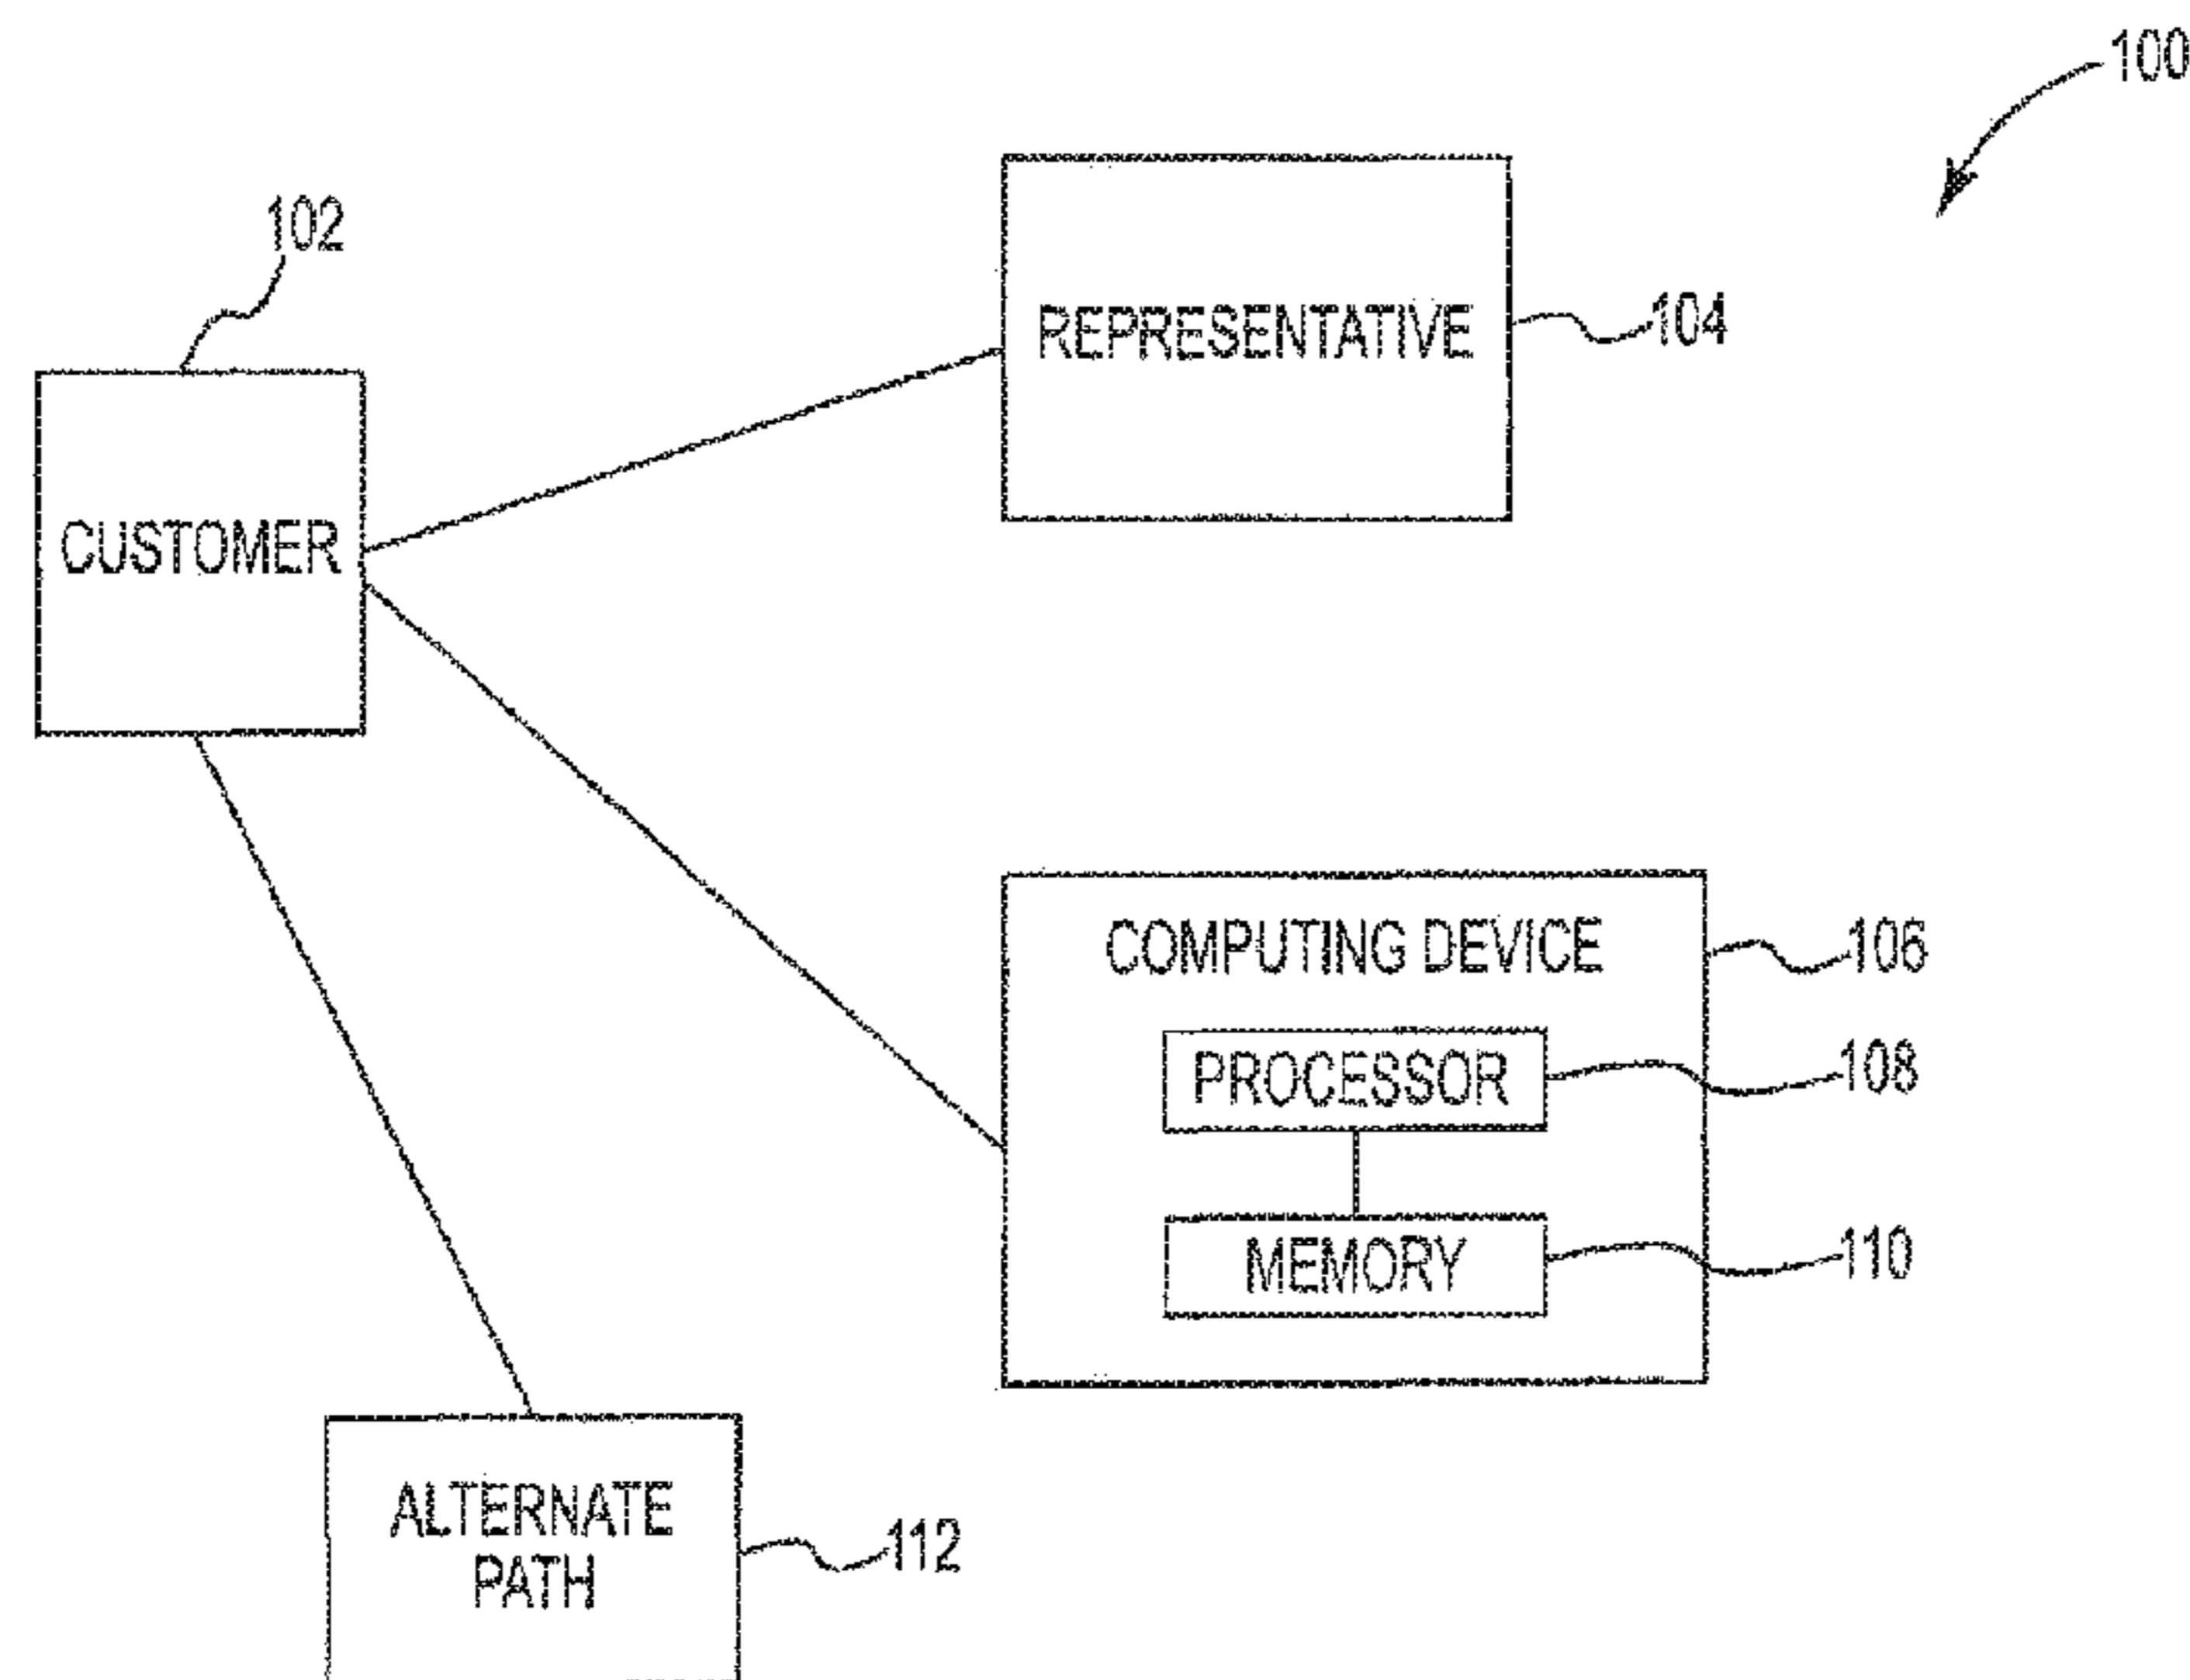 100
102
REPRESENTATIVE
104
CUSTOMER
COMPUTING DEVICE
106
PROCESSOR
108
MEMORY
110
ALTERNATE
PATH
112